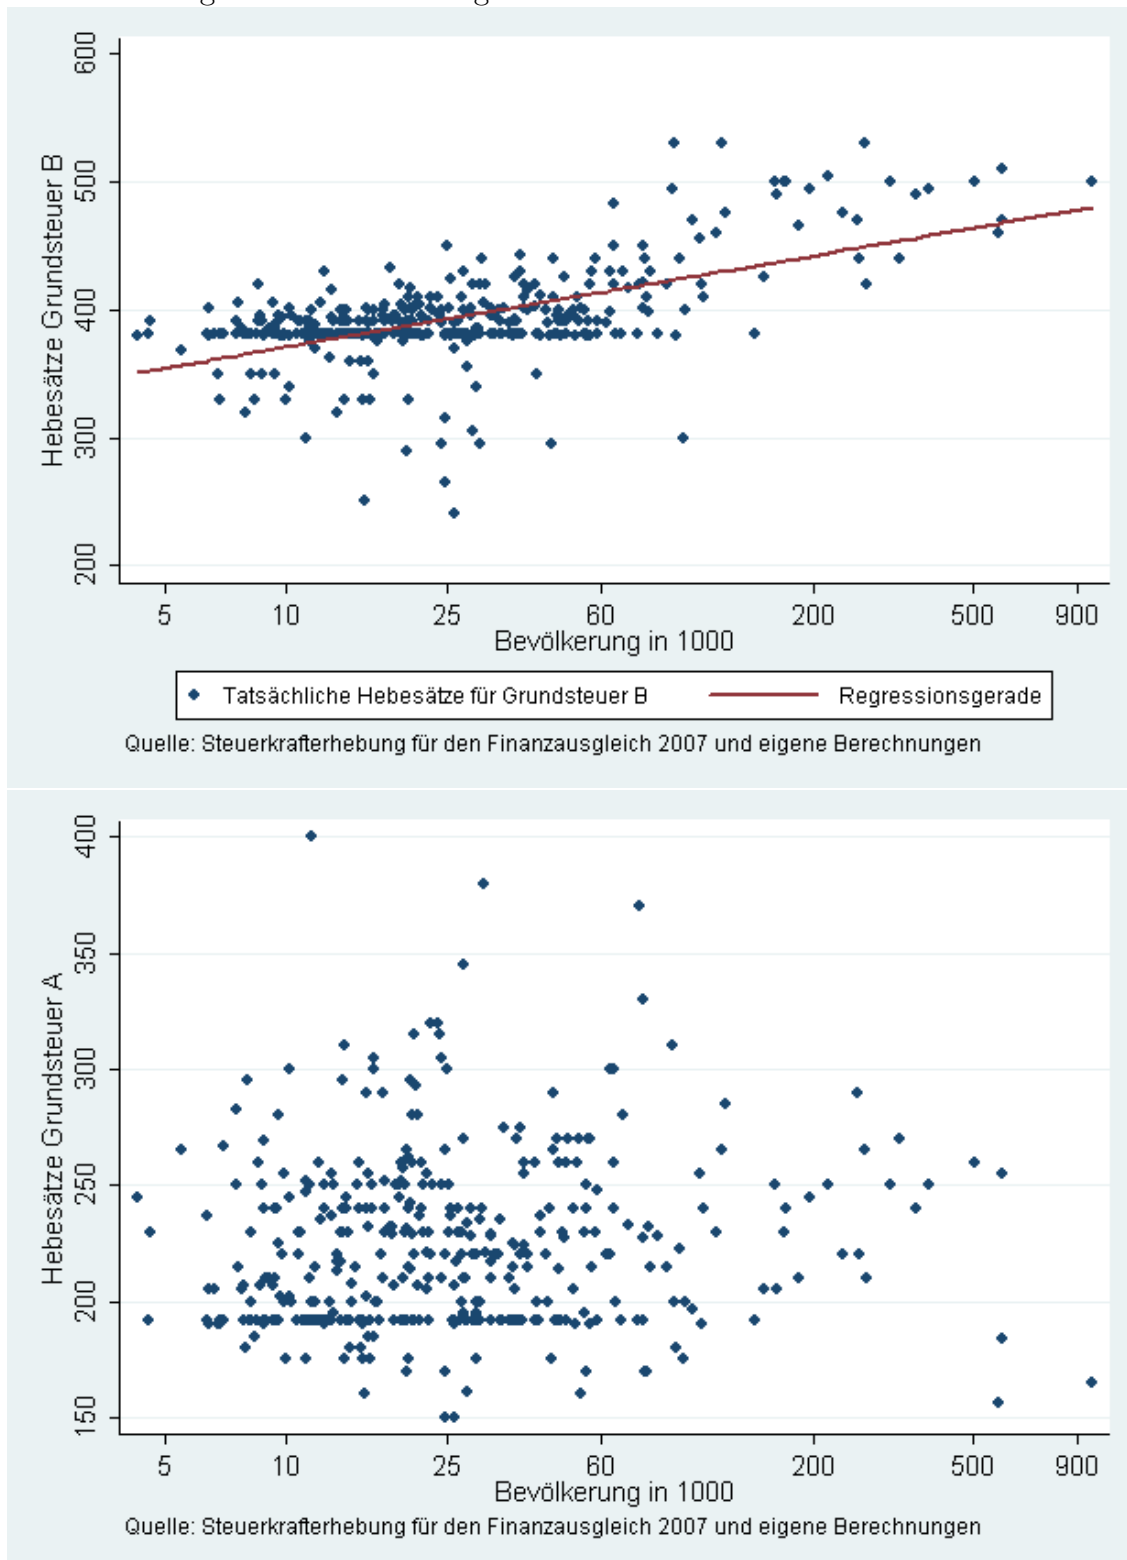 600
500
400
300
200
Hebesätze Grundsteuer B
5 10 25 60 200 500 900
Bevölkerung in 1000
Tatsächliche Hebesätze für Grundsteuer B Regressionsgerade
Quelle: Steuerkrafterhebung für den Finanzausgleich 2007 und eigene Berechnungen
400
350
300
250
200
150
Hebesätze Grundsteuer A
5 10 25 60 200 500 900
Bevölkerung in 1000
Quelle: Steuerkrafterhebung für den Finanzausgleich 2007 und eigene Berechnungen